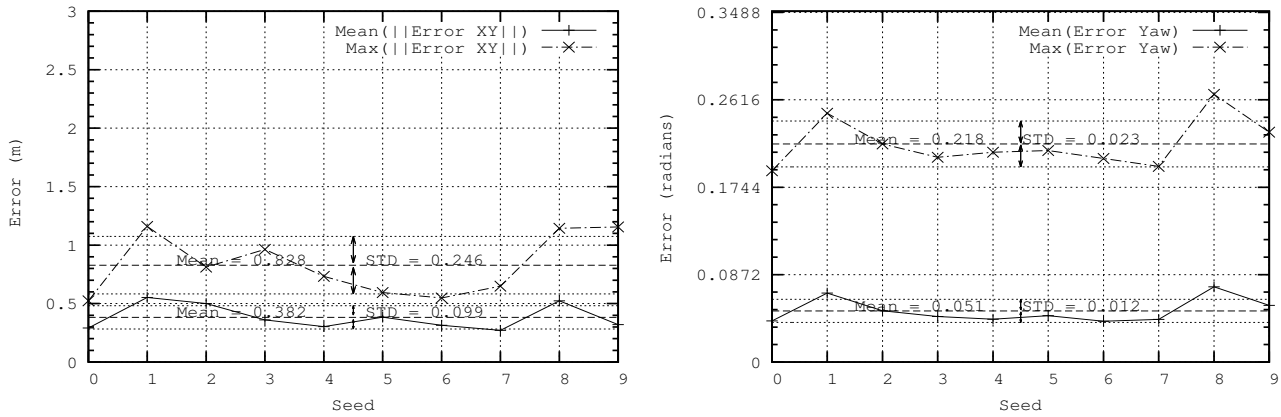 3
2.5
2
1.5
1
0.5
0
Error (m)
Mean(||Error XY||)
Max(||Error XY||)
Mean = 0.828 STD = 0.246
Mean = 0.382 STD = 0.099
0 1 2 3 4 5 6 7 8 9
Seed
0.3488
0.2616
0.1744
0.0872
0
Error (radians)
Mean(Error Yaw)
Max(Error Yaw)
Mean = 0.218 STD = 0.023
Mean = 0.051 STD = 0.012
0 1 2 3 4 5 6 7 8 9
Seed